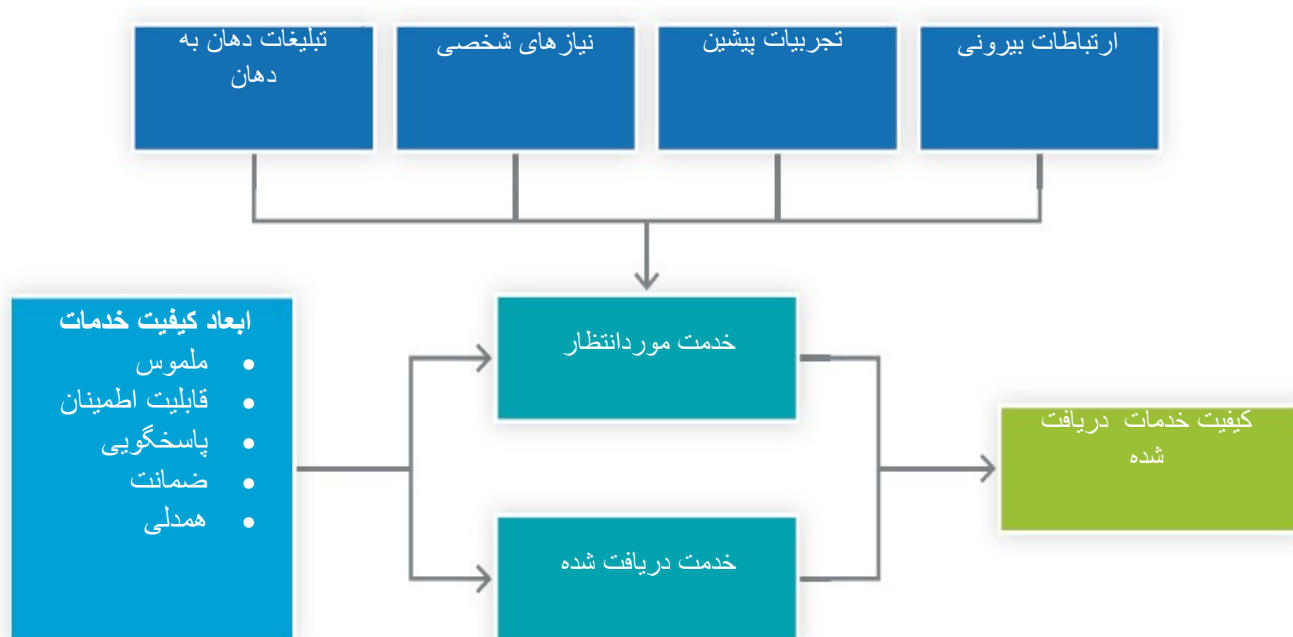 ارتباطات بیرونی
تجربیات پیشین
نیازهای شخصی
تبلیغات دهان به
دهان
ابعاد کیفیت خدمات
• ملموس
• قابلیت اطمینان
• پاسخگویی
• ضمانت
• همدلی
خدمت موردانتظار
خدمت دریافت شده
کیفیت خدمات دریافت
شده